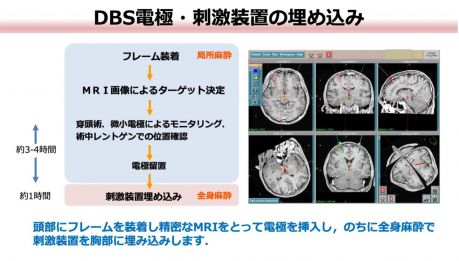 DBS電極・刺激装置の埋め込み
フレーム装着
局所麻酔
MRI画像によるターゲット決定
穿頭術，微小電極によるモニタリング，
術中レントゲンでの位置確認
約3-4時間
電極留置
約1時間
刺激装置埋め込み
全身麻酔
頭部にフレームを装着し精密なMRIをとって電極を挿入し，のちに全身麻酔で
刺激装置を胸部に埋め込みします．